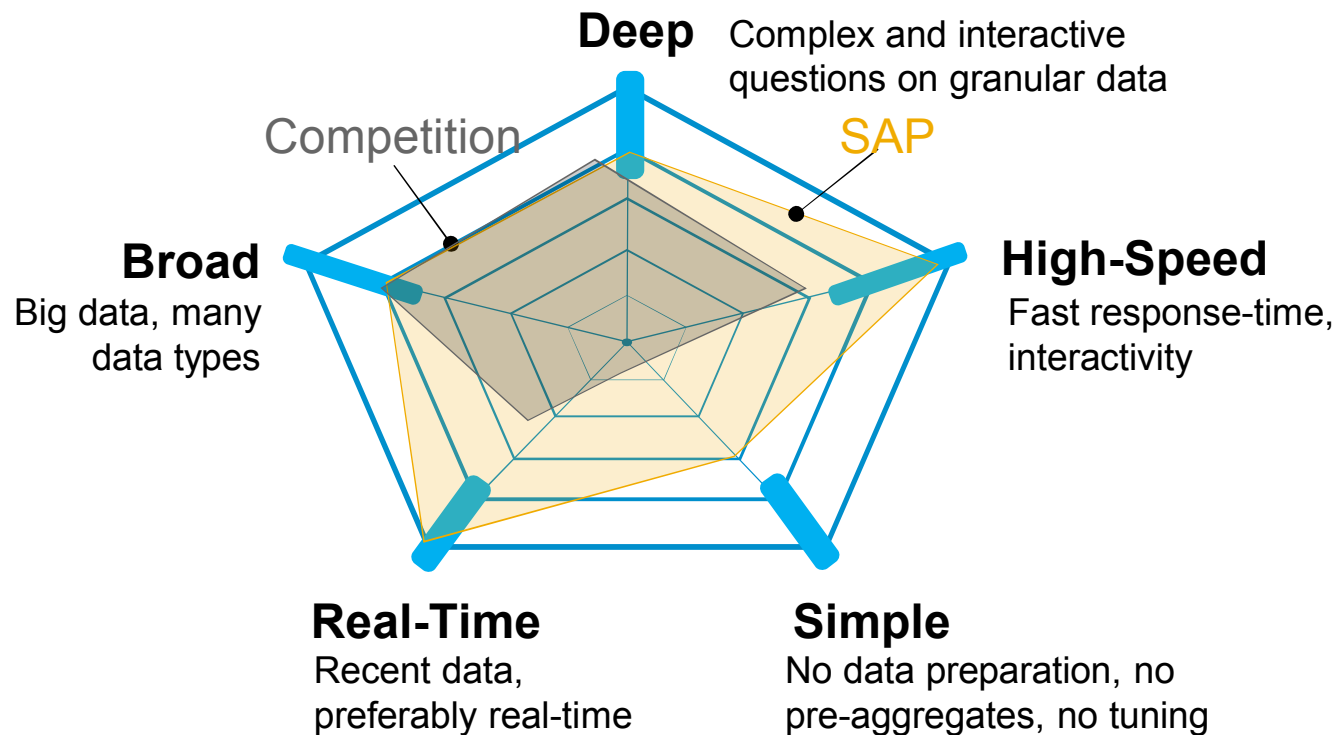 Deep
Complex and interactive
questions on granular data
Competition
SAP
Broad
Big data, many
data types
High-Speed
Fast response-time,
interactivity
Real-Time
Recent data,
preferably real-time
Simple
No data preparation, no
pre-aggregates, no tuning